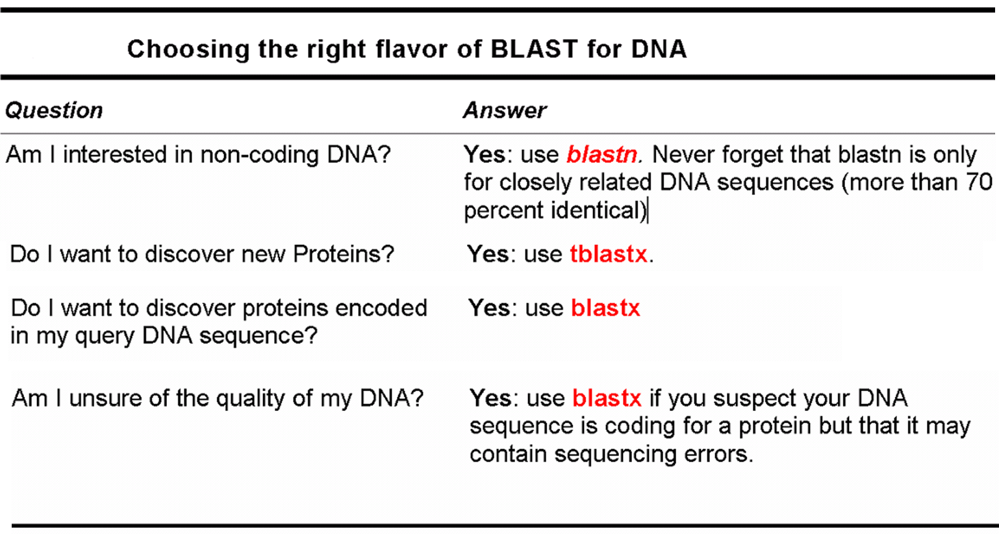 Choosing the right flavor of BLAST for DNA
Question
Answer
Am I interested in non-coding DNA?
Yes: use blastn. Never forget that blastn is only
for closely related DNA sequences (more than 70
percent identical)
Do I want to discover new Proteins?
Yes: use tblastx.
Do I want to discover proteins encoded
in my query DNA sequence?
Yes: use blastx
Am I unsure of the quality of my DNA?
Yes: use blastx if you suspect your DNA
sequence is coding for a protein but that it may
contain sequencing errors.